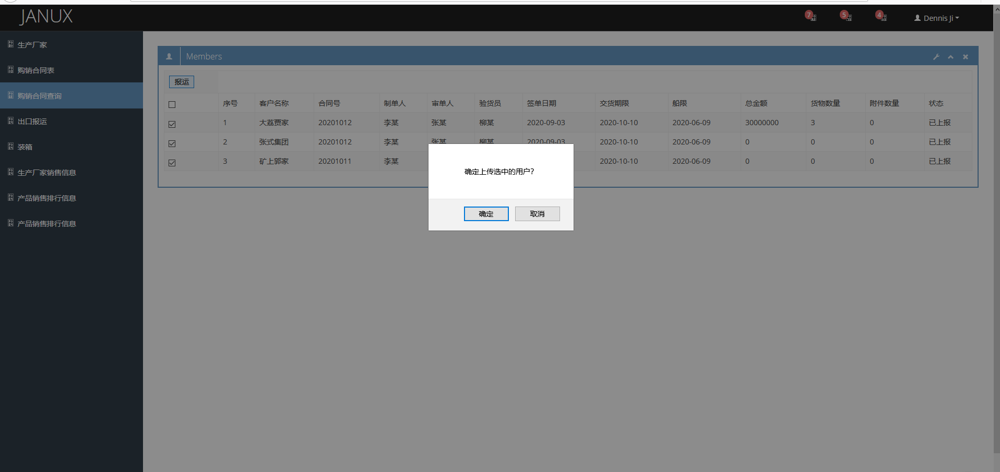 JANUX
7 5 4 Dennis Ji
生产厂家
购销合同表
购销合同查询
出口报运
装箱
生产厂家销售信息
产品销售排行信息
产品销售排行信息
Members
报运
序号 客户名称 合同号 制单人 审单人 验货员 签单日期 交货期限 船限 总金额 货物数量 附件数量 状态
1 大荔贾家 20201012 李某 张某 柳某 2020-09-03 2020-10-10 2020-06-09 30000000 3 0 已上报
2 张式集团 20201012 李某 张某 柳某 2020-09-03 2020-10-10 2020-06-09 0 0 0 已上报
3 矿上郭家 20201011 李某 2020-10-10 2020-06-09 0 0 0 已上报
确定上传选中的用户?
确定 取消